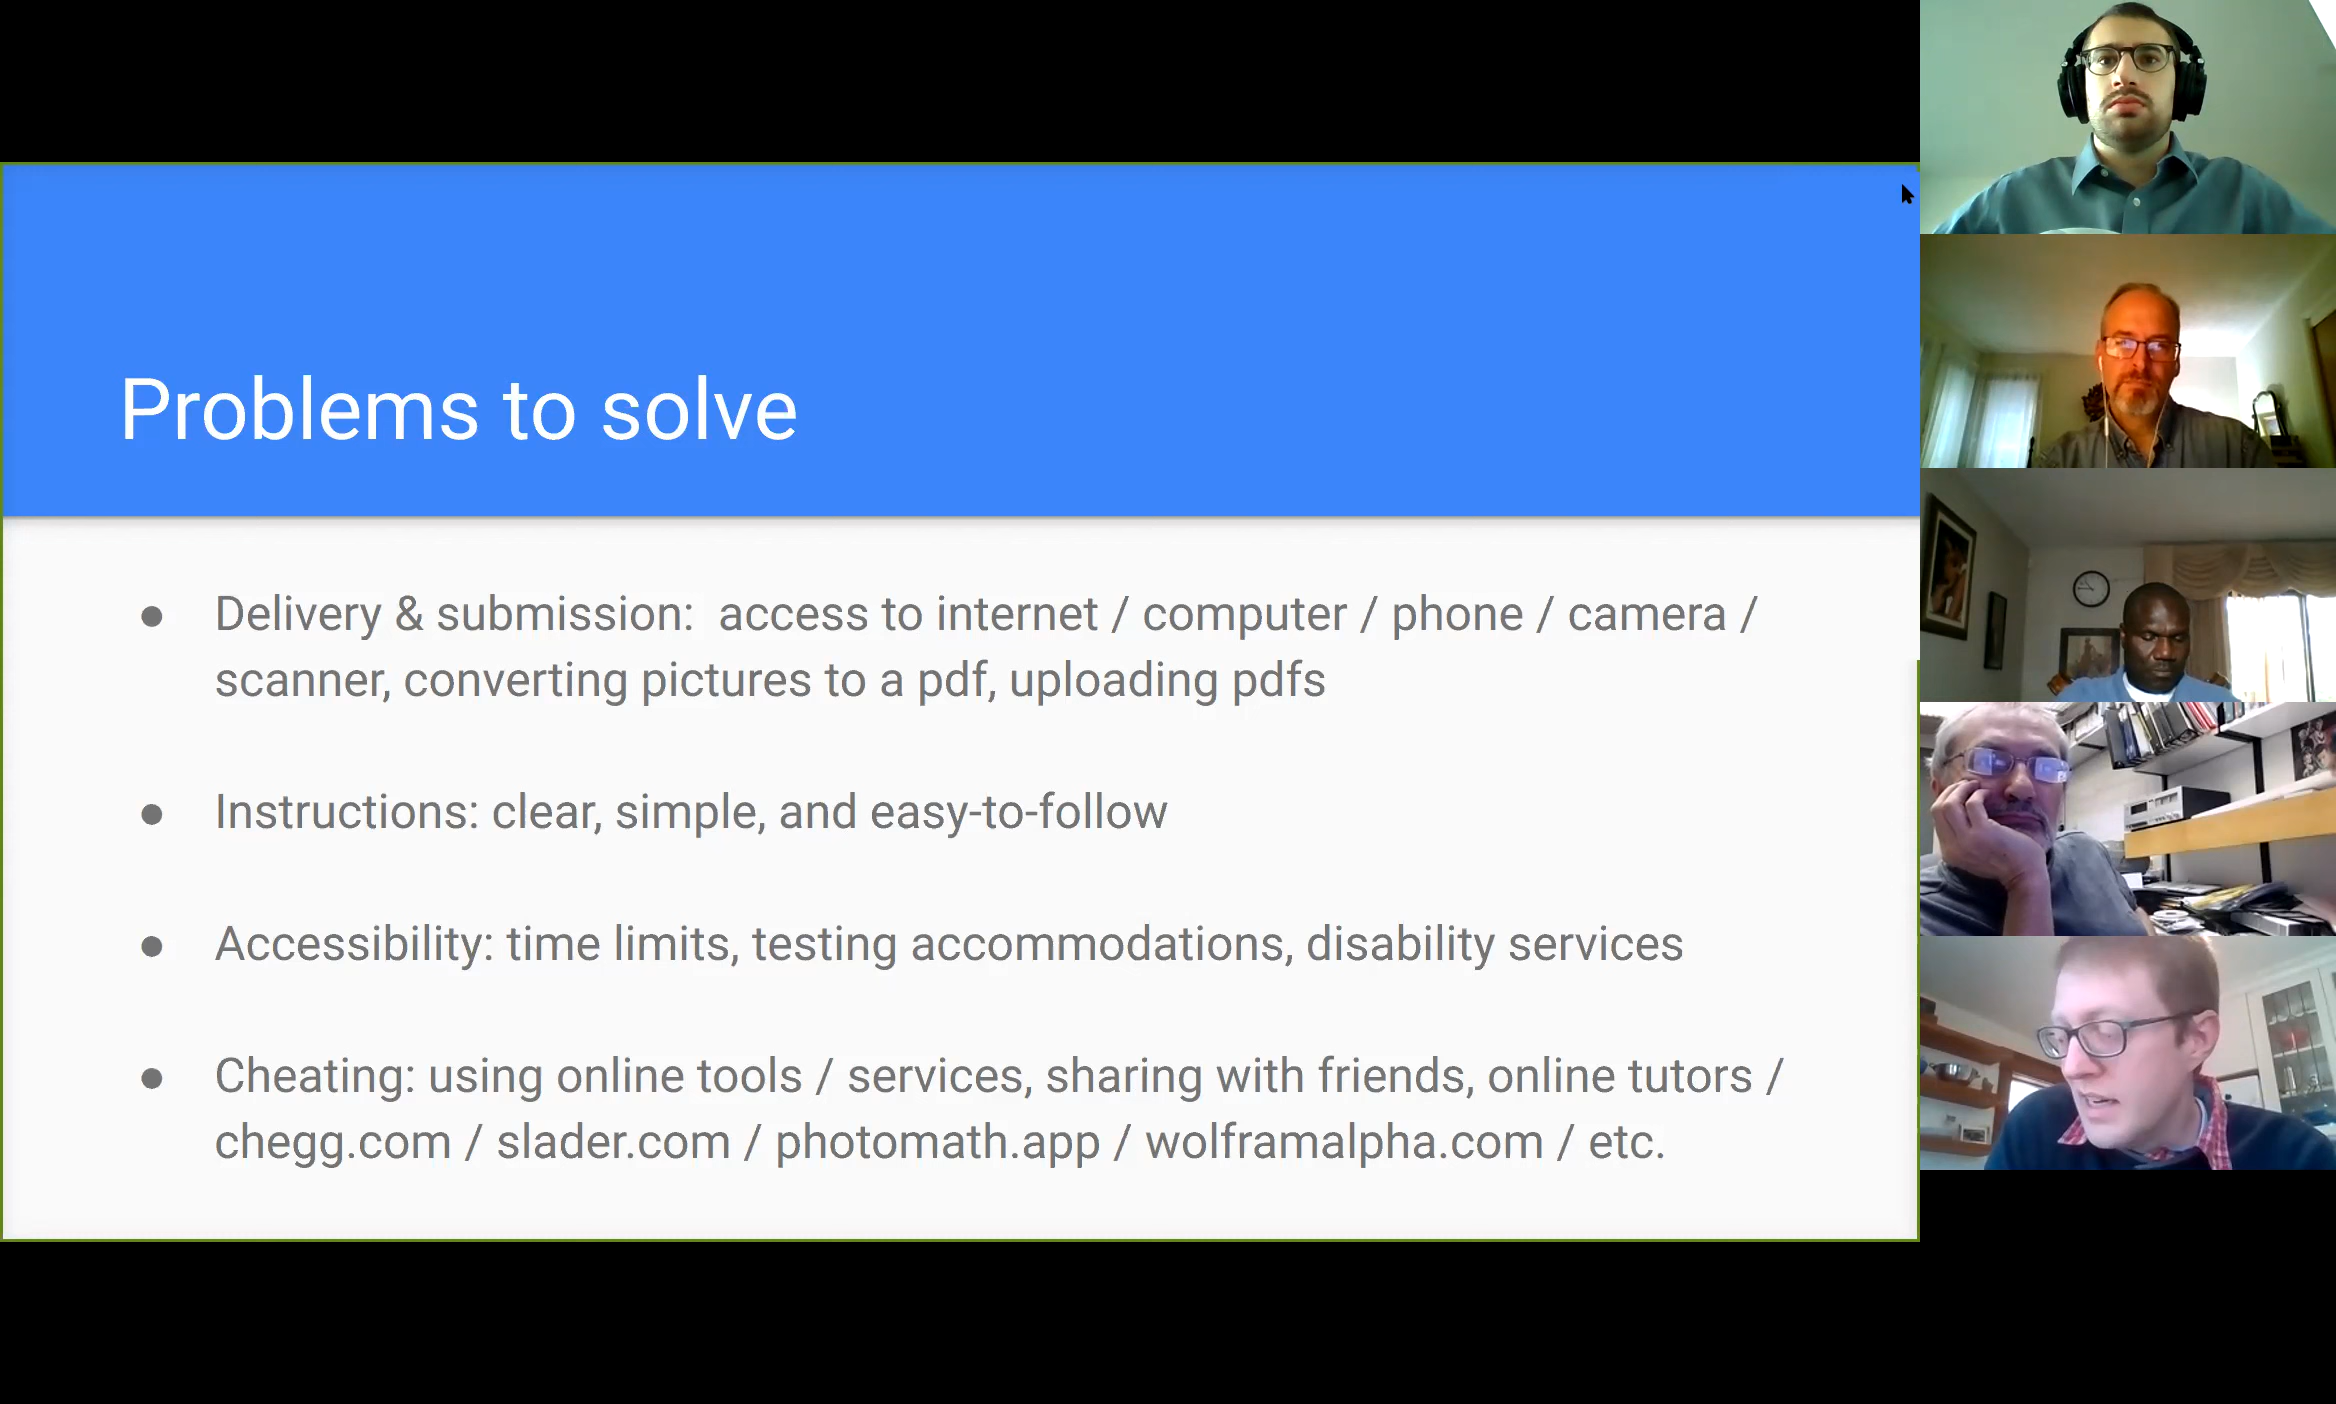 Problems to solve
● Delivery & submission:  access to internet / computer / phone / camera /
scanner, converting pictures to a pdf, uploading pdfs
● Instructions: clear, simple, and easy-to-follow
● Accessibility: time limits, testing accommodations, disability services
● Cheating: using online tools / services, sharing with friends, online tutors /
chegg.com / slader.com / photomath.app / wolframalpha.com / etc.